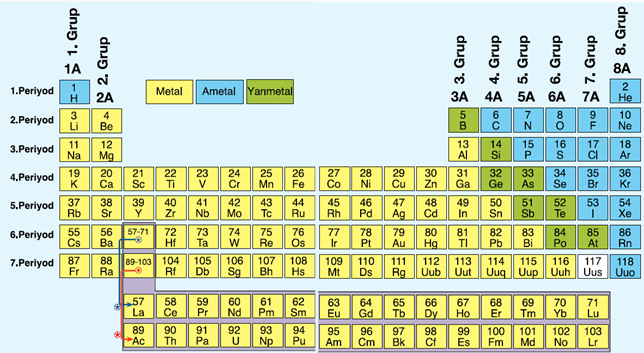 1. Grup
1A
2. Grup
2A
3. Grup
3A
4. Grup
4A
5. Grup
5A
6. Grup
6A
7. Grup
7A
8. Grup
8A
Metal Ametal Yarımetal
1.Periyod 1 H 2 He
2.Periyod 3 Li 4 Be 5 B 6 C 7 N 8 O 9 F 10 Ne
3.Periyod 11 Na 12 Mg 13 Al 14 Si 15 P 16 S 17 Cl 18 Ar
4.Periyod 19 K 20 Ca 21 Sc 22 Ti 23 V 24 Cr 25 Mn 26 Fe 27 Co 28 Ni 29 Cu 30 Zn 31 Ga 32 Ge 33 As 34 Se 35 Br 36 Kr
5.Periyod 37 Rb 38 Sr 39 Y 40 Zr 41 Nb 42 Mo 43 Tc 44 Ru 45 Rh 46 Pd 47 Ag 48 Cd 49 In 50 Sn 51 Sb 52 Te 53 I 54 Xe
6.Periyod 55 Cs 56 Ba 57-71 72 Hf 73 Ta 74 W 75 Re 76 Os 77 Ir 78 Pt 79 Au 80 Hg 81 Tl 82 Pb 83 Bi 84 Po 85 At 86 Rn
7.Periyod 87 Fr 88 Ra 89-103 104 Rf 105 Db 106 Sg 107 Bh 108 Hs 109 Mt 110 Ds 111 Rg 112 Uub 113 Uut 114 Uuq 115 Uup 116 Uuh 117 Uus 118 Uuo
57 La 58 Ce 59 Pr 60 Nd 61 Pm 62 Sm 63 Eu 64 Gd 65 Tb 66 Dy 67 Ho 68 Er 69 Tm 70 Yb 71 Lu
89 Ac 90 Th 91 Pa 92 U 93 Np 94 Pu 95 Am 96 Cm 97 Bk 98 Cf 99 Es 100 Fm 101 Md 102 No 103 Lr